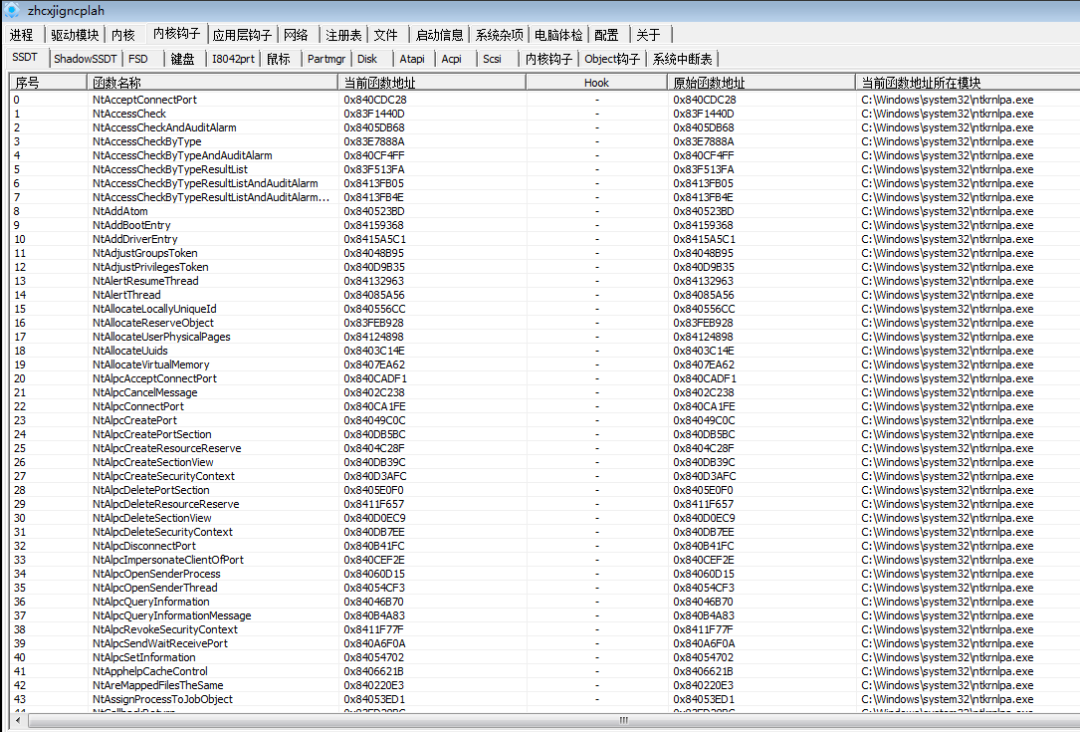 zhcxjigncplah
进程 驱动模块 内核 内核钩子 应用层钩子 网络 注册表 文件 启动信息 系统杂项 电脑体检 配置 关于
SSDT ShadowSSDT FSD 键盘 I8042prt 鼠标 Partmgr Disk Atapi Acpi Scsi 内核钩子 Object钩子 系统中断表
序号 函数名称 当前函数地址 Hook 原始函数地址 当前函数地址所在模块
0 NtAcceptConnectPort 0x840CDC28 - 0x840CDC28 C:\Windows\system32\ntkrnlpa.exe
1 NtAccessCheck 0x83F1440D - 0x83F1440D C:\Windows\system32\ntkrnlpa.exe
2 NtAccessCheckAndAuditAlarm 0x8405DB68 - 0x8405DB68 C:\Windows\system32\ntkrnlpa.exe
3 NtAccessCheckByType 0x83E7888A - 0x83E7888A C:\Windows\system32\ntkrnlpa.exe
4 NtAccessCheckByTypeAndAuditAlarm 0x840CF4FF - 0x840CF4FF C:\Windows\system32\ntkrnlpa.exe
5 NtAccessCheckByTypeResultList 0x83F513FA - 0x83F513FA C:\Windows\system32\ntkrnlpa.exe
6 NtAccessCheckByTypeResultListAndAuditAlarm 0x8413FB05 - 0x8413FB05 C:\Windows\system32\ntkrnlpa.exe
7 NtAccessCheckByTypeResultListAndAuditAlarm... 0x8413FB4E - 0x8413FB4E C:\Windows\system32\ntkrnlpa.exe
8 NtAddAtom 0x840523BD - 0x840523BD C:\Windows\system32\ntkrnlpa.exe
9 NtAddBootEntry 0x84159368 - 0x84159368 C:\Windows\system32\ntkrnlpa.exe
10 NtAddDriverEntry 0x8415A5C1 - 0x8415A5C1 C:\Windows\system32\ntkrnlpa.exe
11 NtAdjustGroupsToken 0x84048B95 - 0x84048B95 C:\Windows\system32\ntkrnlpa.exe
12 NtAdjustPrivilegesToken 0x840D9B35 - 0x840D9B35 C:\Windows\system32\ntkrnlpa.exe
13 NtAlertResumeThread 0x84132963 - 0x84132963 C:\Windows\system32\ntkrnlpa.exe
14 NtAlertThread 0x84085A56 - 0x84085A56 C:\Windows\system32\ntkrnlpa.exe
15 NtAllocateLocallyUniqueId 0x840556CC - 0x840556CC C:\Windows\system32\ntkrnlpa.exe
16 NtAllocateReserveObject 0x83FEB928 - 0x83FEB928 C:\Windows\system32\ntkrnlpa.exe
17 NtAllocateUserPhysicalPages 0x84124898 - 0x84124898 C:\Windows\system32\ntkrnlpa.exe
18 NtAllocateUuids 0x8403C14E - 0x8403C14E C:\Windows\system32\ntkrnlpa.exe
19 NtAllocateVirtualMemory 0x8407EA62 - 0x8407EA62 C:\Windows\system32\ntkrnlpa.exe
20 NtAlpcAcceptConnectPort 0x840CADF1 - 0x840CADF1 C:\Windows\system32\ntkrnlpa.exe
21 NtAlpcCancelMessage 0x8402C238 - 0x8402C238 C:\Windows\system32\ntkrnlpa.exe
22 NtAlpcConnectPort 0x840CA1FE - 0x840CA1FE C:\Windows\system32\ntkrnlpa.exe
23 NtAlpcCreatePort 0x84049C0C - 0x84049C0C C:\Windows\system32\ntkrnlpa.exe
24 NtAlpcCreatePortSection 0x840DB5BC - 0x840DB5BC C:\Windows\system32\ntkrnlpa.exe
25 NtAlpcCreateResourceReserve 0x8404C28F - 0x8404C28F C:\Windows\system32\ntkrnlpa.exe
26 NtAlpcCreateSectionView 0x840DB39C - 0x840DB39C C:\Windows\system32\ntkrnlpa.exe
27 NtAlpcCreateSecurityContext 0x840D3AFC - 0x840D3AFC C:\Windows\system32\ntkrnlpa.exe
28 NtAlpcDeletePortSection 0x8405E0F0 - 0x8405E0F0 C:\Windows\system32\ntkrnlpa.exe
29 NtAlpcDeleteResourceReserve 0x8411F657 - 0x8411F657 C:\Windows\system32\ntkrnlpa.exe
30 NtAlpcDeleteSectionView 0x840D0EC9 - 0x840D0EC9 C:\Windows\system32\ntkrnlpa.exe
31 NtAlpcDeleteSecurityContext 0x840DB7EE - 0x840DB7EE C:\Windows\system32\ntkrnlpa.exe
32 NtAlpcDisconnectPort 0x840B41FC - 0x840B41FC C:\Windows\system32\ntkrnlpa.exe
33 NtAlpcImpersonateClientOfPort 0x840CEF2E - 0x840CEF2E C:\Windows\system32\ntkrnlpa.exe
34 NtAlpcOpenSenderProcess 0x84060D15 - 0x84060D15 C:\Windows\system32\ntkrnlpa.exe
35 NtAlpcOpenSenderThread 0x84054CF3 - 0x84054CF3 C:\Windows\system32\ntkrnlpa.exe
36 NtAlpcQueryInformation 0x84046B70 - 0x84046B70 C:\Windows\system32\ntkrnlpa.exe
37 NtAlpcQueryInformationMessage 0x840B4A83 - 0x840B4A83 C:\Windows\system32\ntkrnlpa.exe
38 NtAlpcRevokeSecurityContext 0x8411F77F - 0x8411F77F C:\Windows\system32\ntkrnlpa.exe
39 NtAlpcSendWaitReceivePort 0x840A6F0A - 0x840A6F0A C:\Windows\system32\ntkrnlpa.exe
40 NtAlpcSetInformation 0x84054702 - 0x84054702 C:\Windows\system32\ntkrnlpa.exe
41 NtApphelpCacheControl 0x8406621B - 0x8406621B C:\Windows\system32\ntkrnlpa.exe
42 NtAreMappedFilesTheSame 0x840220E3 - 0x840220E3 C:\Windows\system32\ntkrnlpa.exe
43 NtAssignProcessToJobObject 0x84053ED1 - 0x84053ED1 C:\Windows\system32\ntkrnlpa.exe